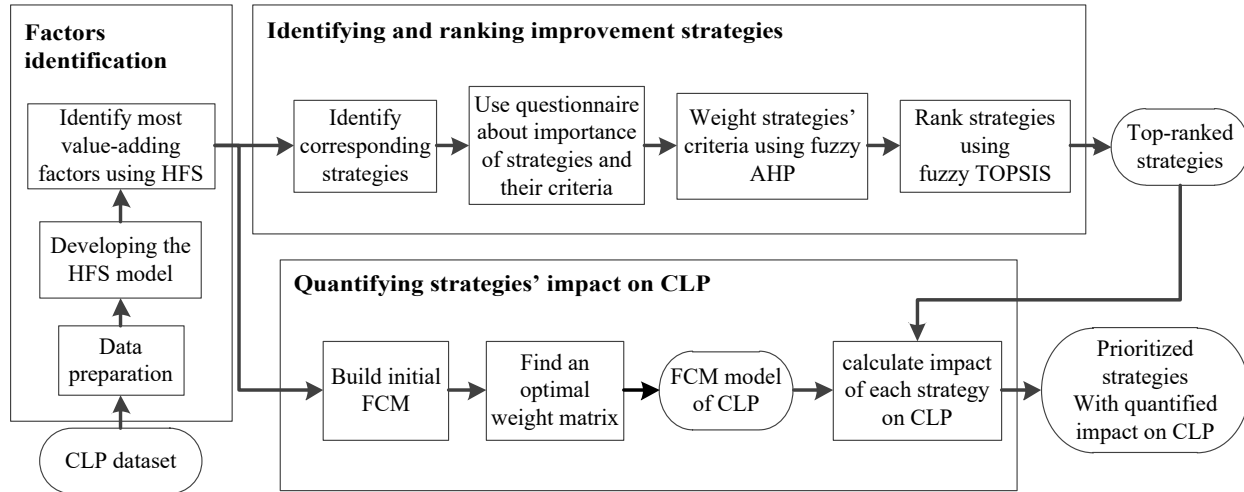 Factors
identification
Identify most
value-adding
factors using HFS
Developing the
HFS model
Data
preparation
CLP dataset
Identifying and ranking improvement strategies
Identify
corresponding
strategies
Use questionnaire
about importance
of strategies and
their criteria
Weight strategies’
criteria using fuzzy
AHP
Rank strategies
using
fuzzy TOPSIS
Top-ranked
strategies
Quantifying strategies’ impact on CLP
Build initial
FCM
Find an
optimal
weight matrix
FCM model
of CLP
calculate impact
of each strategy
on CLP
Prioritized
strategies
With quantified
impact on CLP